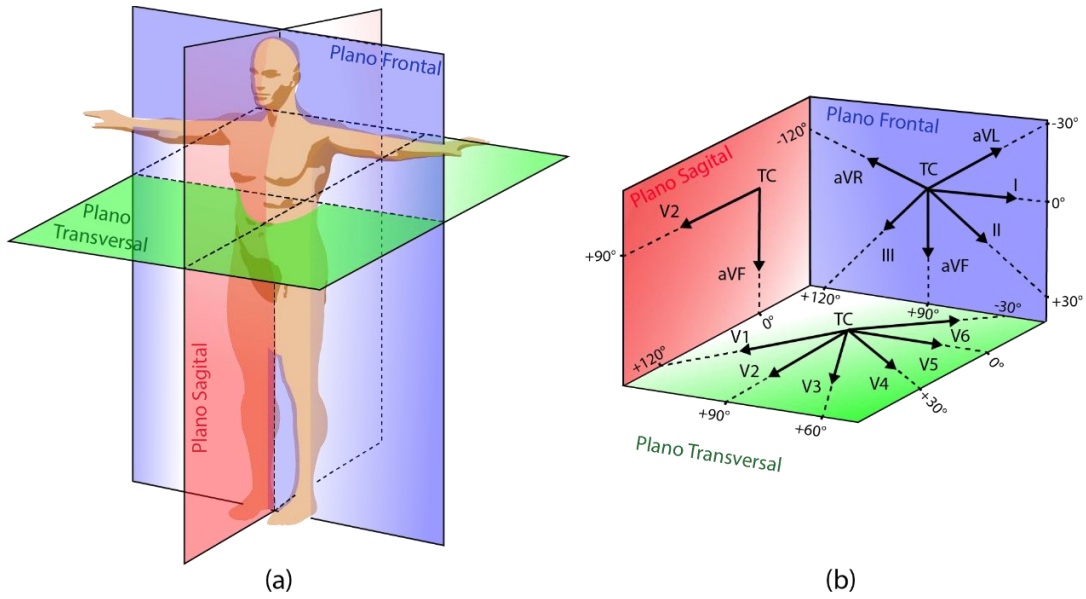 Plano Frontal
Plano
Transversal
Plano Sagital
(a)
Plano Sagital
TC
V2
+90°
aVF
0°
Plano Frontal
-30°
-120°
aVL
TC
aVR
I
0°
II
III
aVF
+30°
+120°
+90°
-30°
TC
V1
V6
+120°
V2
V3
V4
V5
0°
+90°
+60°
+30°
Plano Transversal
(b)